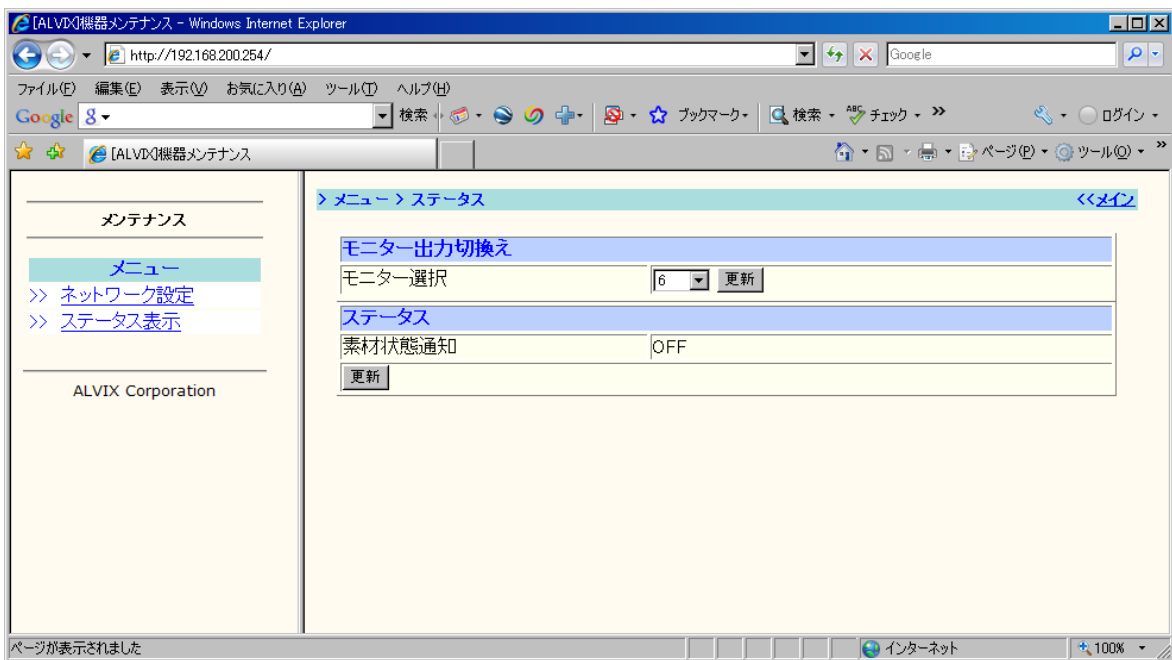 [ALVIX]機器メンテナンス - Windows Internet Explorer
http://192.168.200.254/
Google
ファイル(F) 編集(E) 表示(V) お気に入り(A) ツール(T) ヘルプ(H)
Google 検索 ブックマーク 検索 ABC チェック ログイン
[ALVIX]機器メンテナンス ページ(P) ツール(O)
メンテナンス
メニュー
>> ネットワーク設定
>> ステータス表示
ALVIX Corporation
> メニュー > ステータス <<メイン
モニター出力切換え
モニター選択 6 更新
ステータス
素材状態通知 OFF
更新
ページが表示されました インターネット 100%